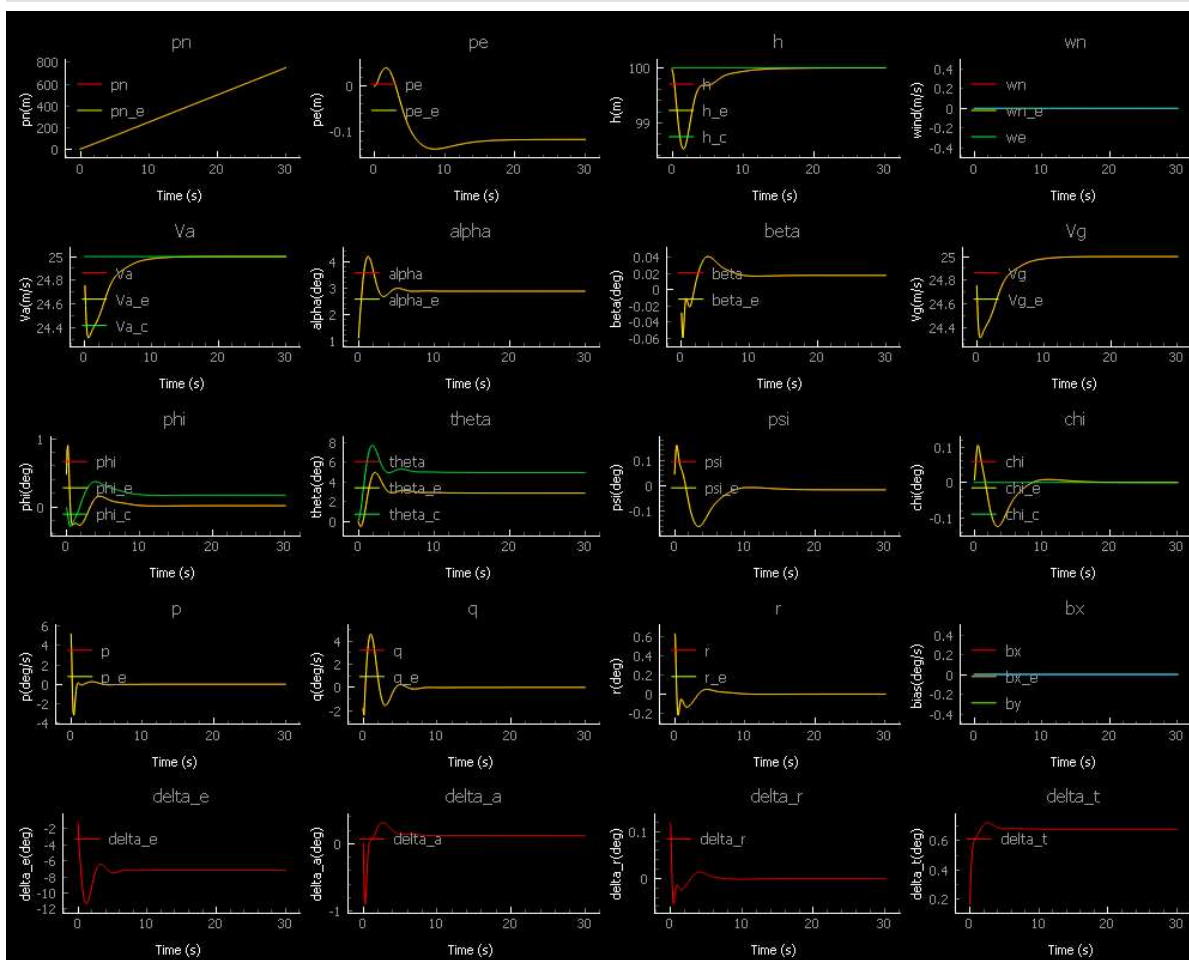 pn
pn(m)
800
600
400
200
0
pn
pn_e
0
10
20
30
Time (s)
pe
pe(m)
0
-0.1
pe
pe_e
0
10
20
30
Time (s)
h
h(m)
100
99
h
h_e
h_c
0
10
20
30
Time (s)
wn
wind(m/s)
0.4
0.2
0
-0.2
-0.4
wn
wn_e
we
0
10
20
30
Time (s)
Va
Va(m/s)
25
24.8
24.6
24.4
Va
Va_e
Va_c
0
10
20
30
Time (s)
alpha
alpha(deg)
4
3
2
1
alpha
alpha_e
0
10
20
30
Time (s)
beta
beta(deg)
0.04
0.02
0
-0.02
-0.04
-0.06
beta
beta_e
0
10
20
30
Time (s)
Vg
Vg(m/s)
25
24.8
24.6
24.4
Vg
Vg_e
0
10
20
30
Time (s)
phi
phi(deg)
1
0
phi
phi_e
phi_c
0
10
20
30
Time (s)
theta
theta(deg)
8
6
4
2
0
theta
theta_e
theta_c
0
10
20
30
Time (s)
psi
psi(deg)
0.1
0
-0.1
psi
psi_e
0
10
20
30
Time (s)
chi
chi(deg)
0.1
0
-0.1
chi
chi_e
chi_c
0
10
20
30
Time (s)
p
p(deg/s)
6
4
2
0
-2
-4
p
p_e
0
10
20
30
Time (s)
q
q(deg/s)
4
2
0
-2
q
q_e
0
10
20
30
Time (s)
r
r(deg)
0.6
0.4
0.2
0
-0.2
r
r_e
0
10
20
30
Time (s)
bx
bias(deg/s)
0.4
0.2
0
-0.2
-0.4
bx
bx_e
by
0
10
20
30
Time (s)
delta_e
delta_e(deg)
-2
-4
-6
-8
-10
-12
delta_e
0
10
20
30
Time (s)
delta_a
delta_a(deg)
0
-1
delta_a
0
10
20
30
Time (s)
delta_r
delta_r(deg)
0.1
0
delta_r
0
10
20
30
Time (s)
delta_t
delta_t(deg)
0.6
0.4
0.2
delta_t
0
10
20
30
Time (s)